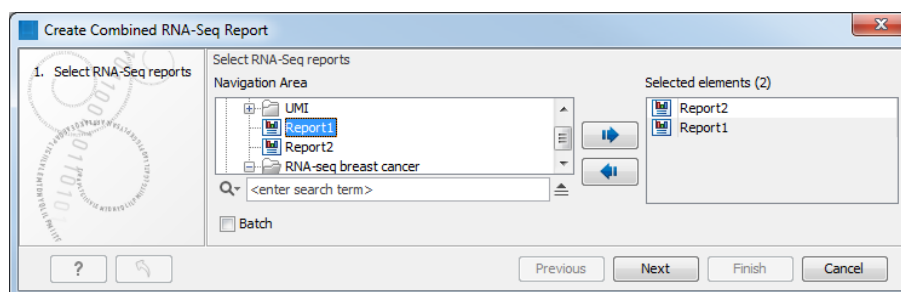 Create Combined RNA-Seq Report
1. Select RNA-Seq reports
Select RNA-Seq reports
Navigation Area
UMI
Report1
Report2
RNA-seq breast cancer
<enter search term>
Batch
Selected elements (2)
Report2
Report1
?
Previous
Next
Finish
Cancel